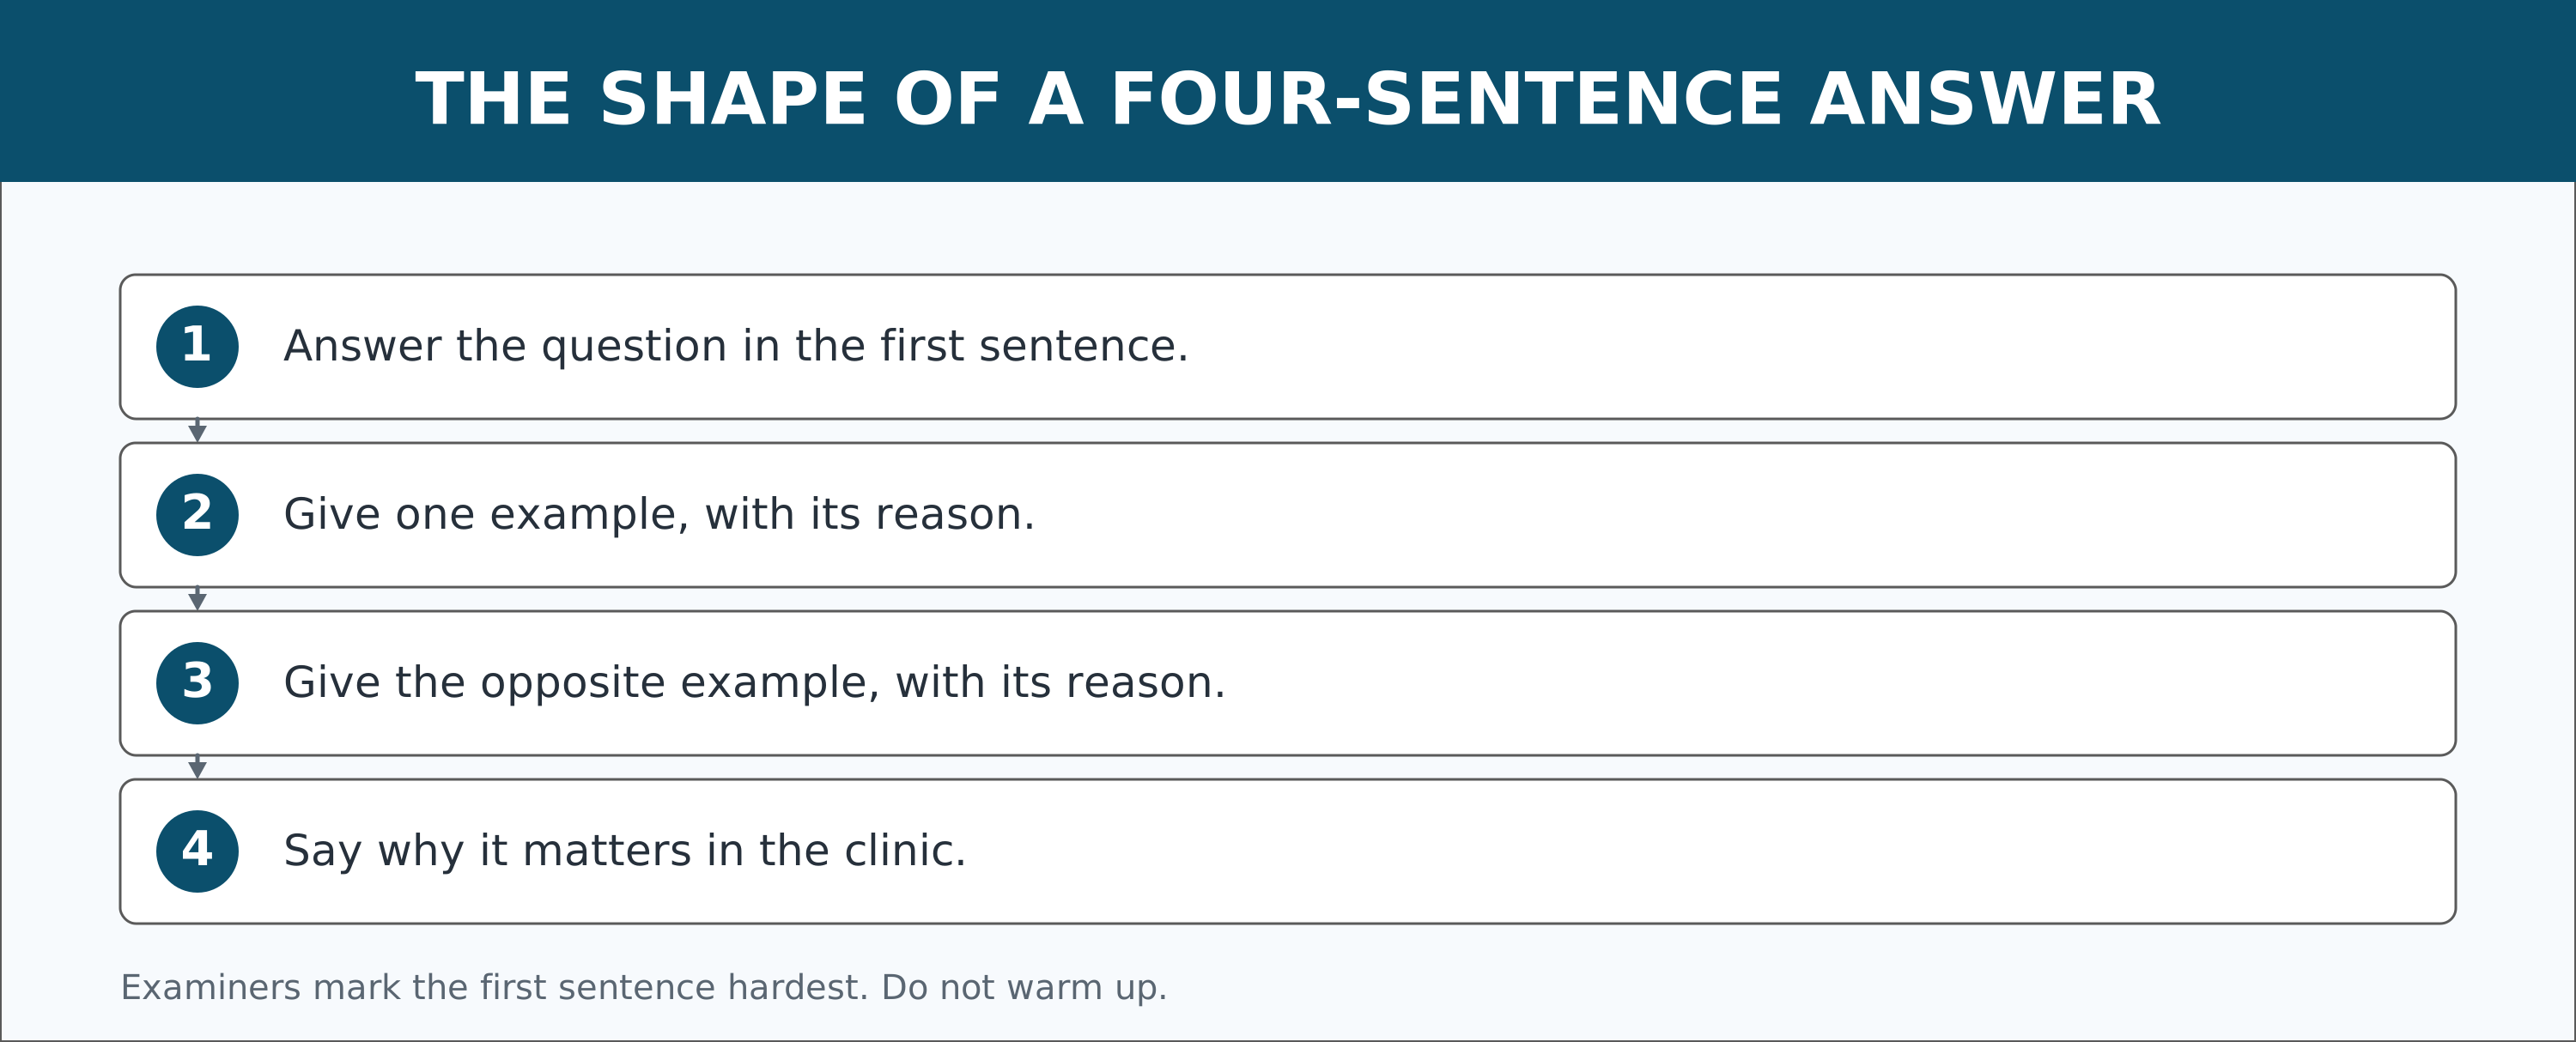 THE SHAPE OF A FOUR-SENTENCE ANSWER
1 Answer the question in the first sentence.
2 Give one example, with its reason.
3 Give the opposite example, with its reason.
4 Say why it matters in the clinic.
Examiners mark the first sentence hardest. Do not warm up.